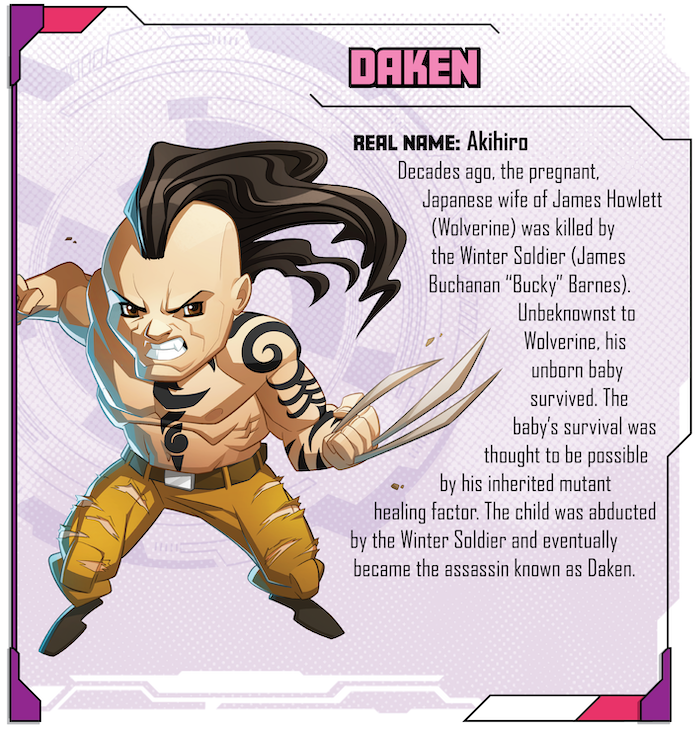 DAKEN
REAL NAME: Akihiro
Decades ago, the pregnant,
Japanese wife of James Howlett
(Wolverine) was killed by
the Winter Soldier (James
Buchanan “Bucky” Barnes).
Unbeknownst to
Wolverine, his
unborn baby
survived. The
baby’s survival was
thought to be possible
by his inherited mutant
healing factor. The child was abducted
by the Winter Soldier and eventually
became the assassin known as Daken.